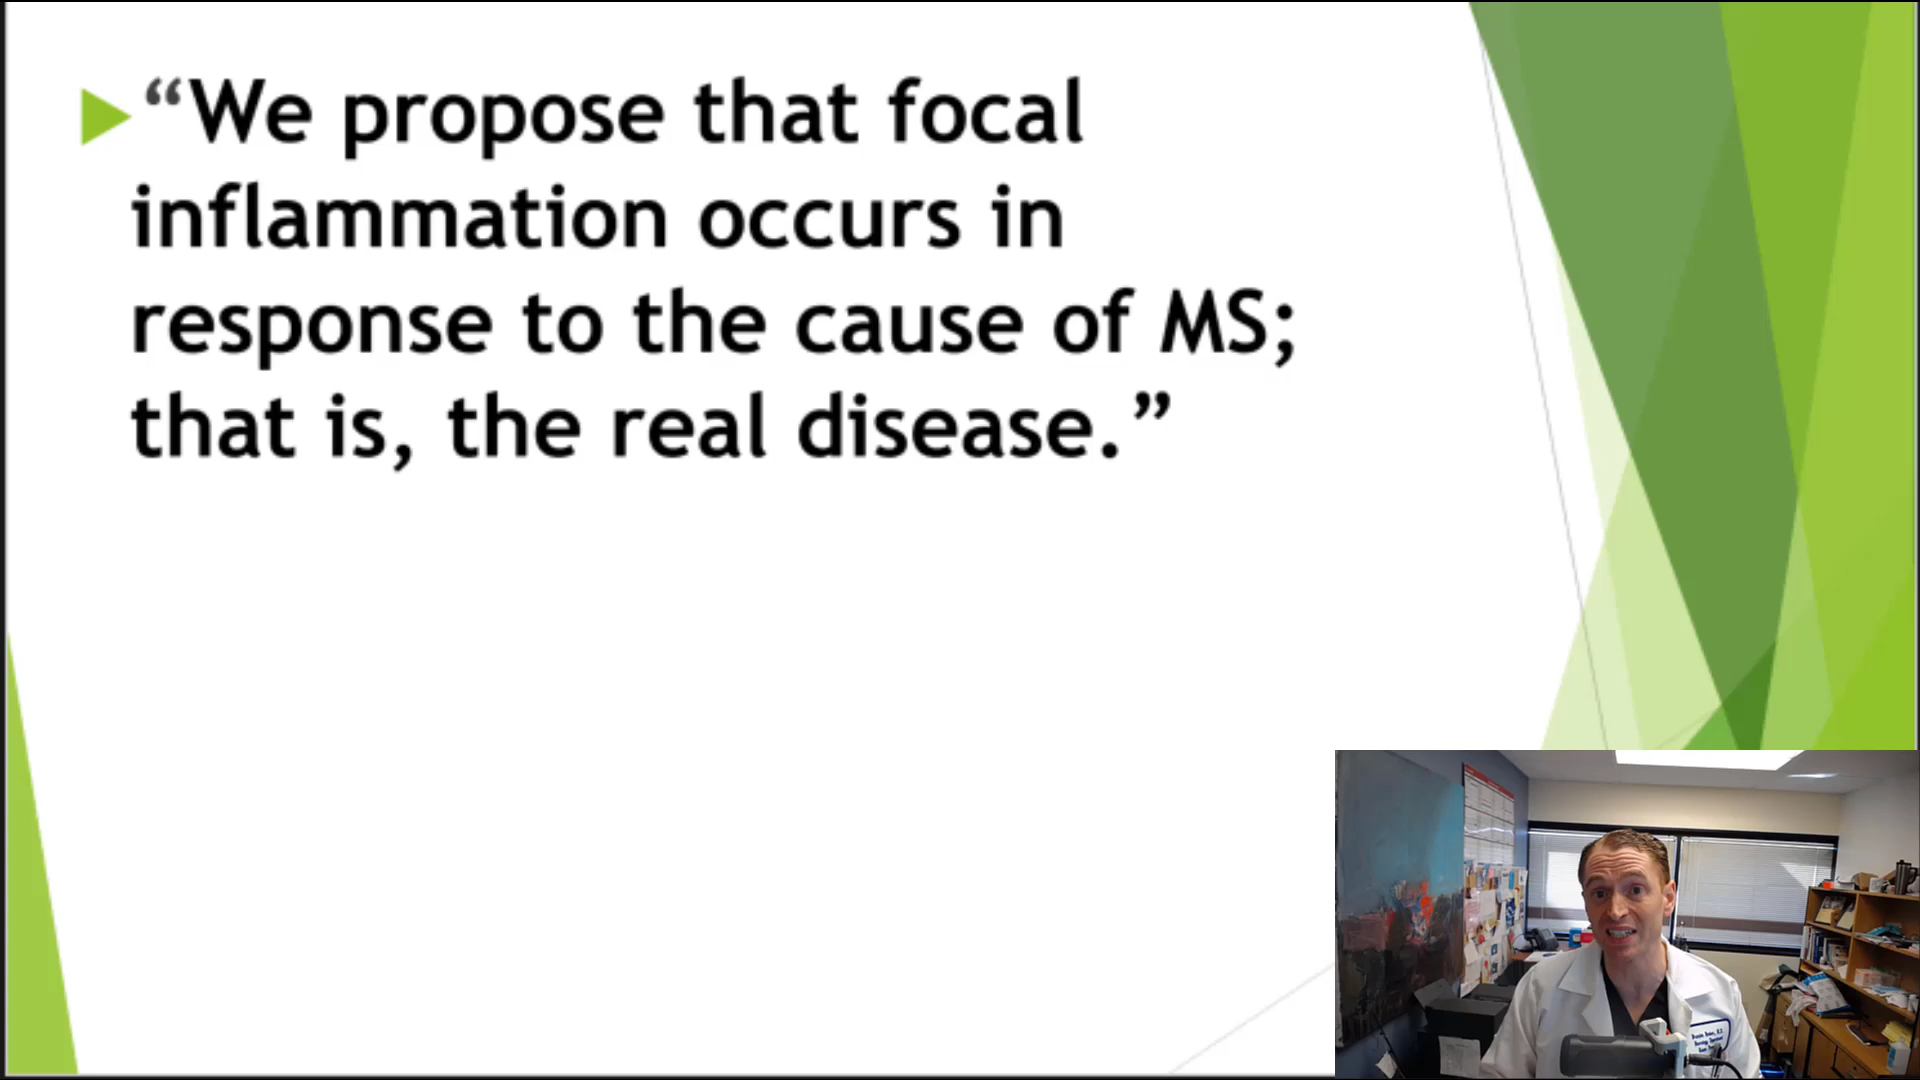 “We propose that focal
inflammation occurs in
response to the cause of MS;
that is, the real disease.”